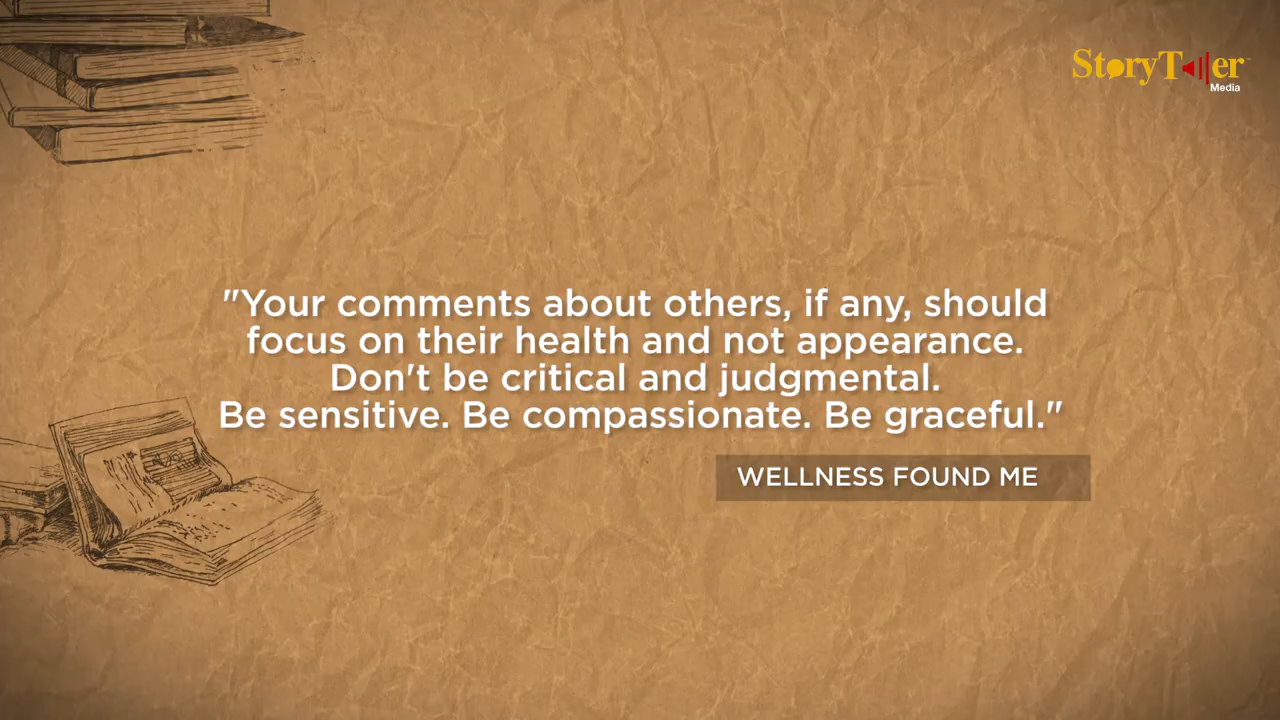 StoryTeller
Media
"Your comments about others, if any, should
focus on their health and not appearance.
Don't be critical and judgmental.
Be sensitive. Be compassionate. Be graceful."
WELLNESS FOUND ME